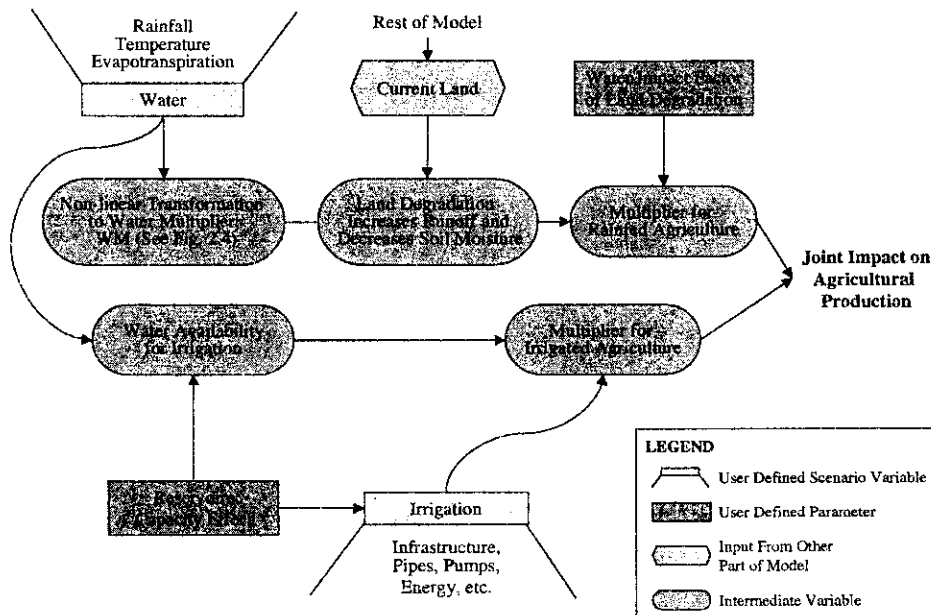 Rainfall
Temperature
Evapotranspiration
Water
Rest of Model
Current Land
Water Impact Factor
of Land Degradation
Non-linear Transformation
to Water Multiplier,
WM (See Fig. 2.4)
Land Degradation
Increases Runoff and
Decreases Soil Moisture
Multiplier for
Rainfed Agriculture
Joint Impact on
Agricultural
Production
Water Availability
for Irrigation
Multiplier for
Irrigated Agriculture
Reservoir
Capacity
Irrigation
Infrastructure,
Pipes, Pumps,
Energy, etc.
LEGEND
User Defined Scenario Variable
User Defined Parameter
Input From Other
Part of Model
Intermediate Variable